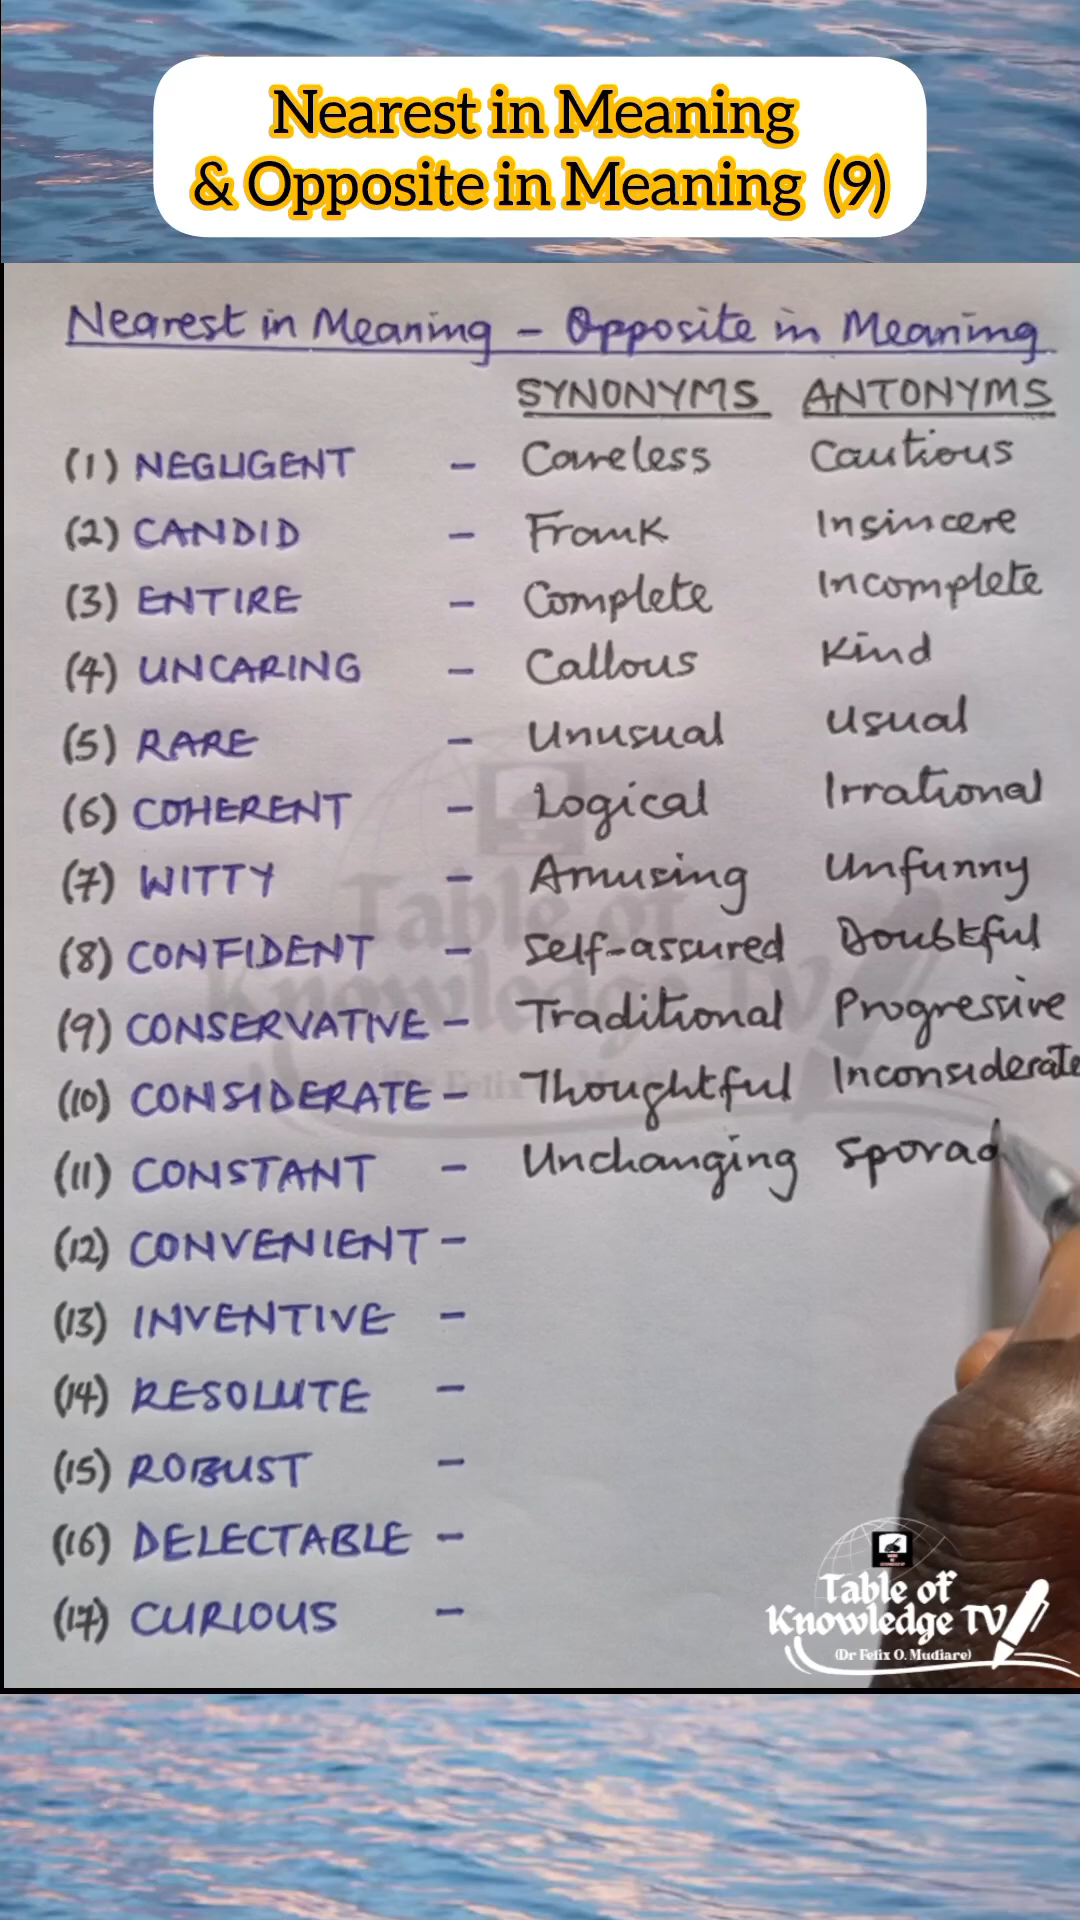 Nearest in Meaning
& Opposite in Meaning (9)
Nearest in Meaning - Opposite in Meaning
SYNONYMS ANTONYMS
(1) NEGLIGENT - Careless Cautious
(2) CANDID - Frank Insincere
(3) ENTIRE - Complete Incomplete
(4) UNCARING - Callous Kind
(5) RARE - Unusual Usual
(6) COHERENT - Logical Irrational
(7) WITTY - Amusing Unfunny
(8) CONFIDENT - Self-assured Doubtful
(9) CONSERVATIVE - Traditional Progressive
(10) CONSIDERATE - Thoughtful Inconsiderate
(11) CONSTANT - Unchanging Sporad
(12) CONVENIENT -
(13) INVENTIVE -
(14) RESOLUTE -
(15) ROBUST -
(16) DELECTABLE -
(17) CURIOUS -
Table of
Knowledge TV
(Dr Felix O. Mudiare)